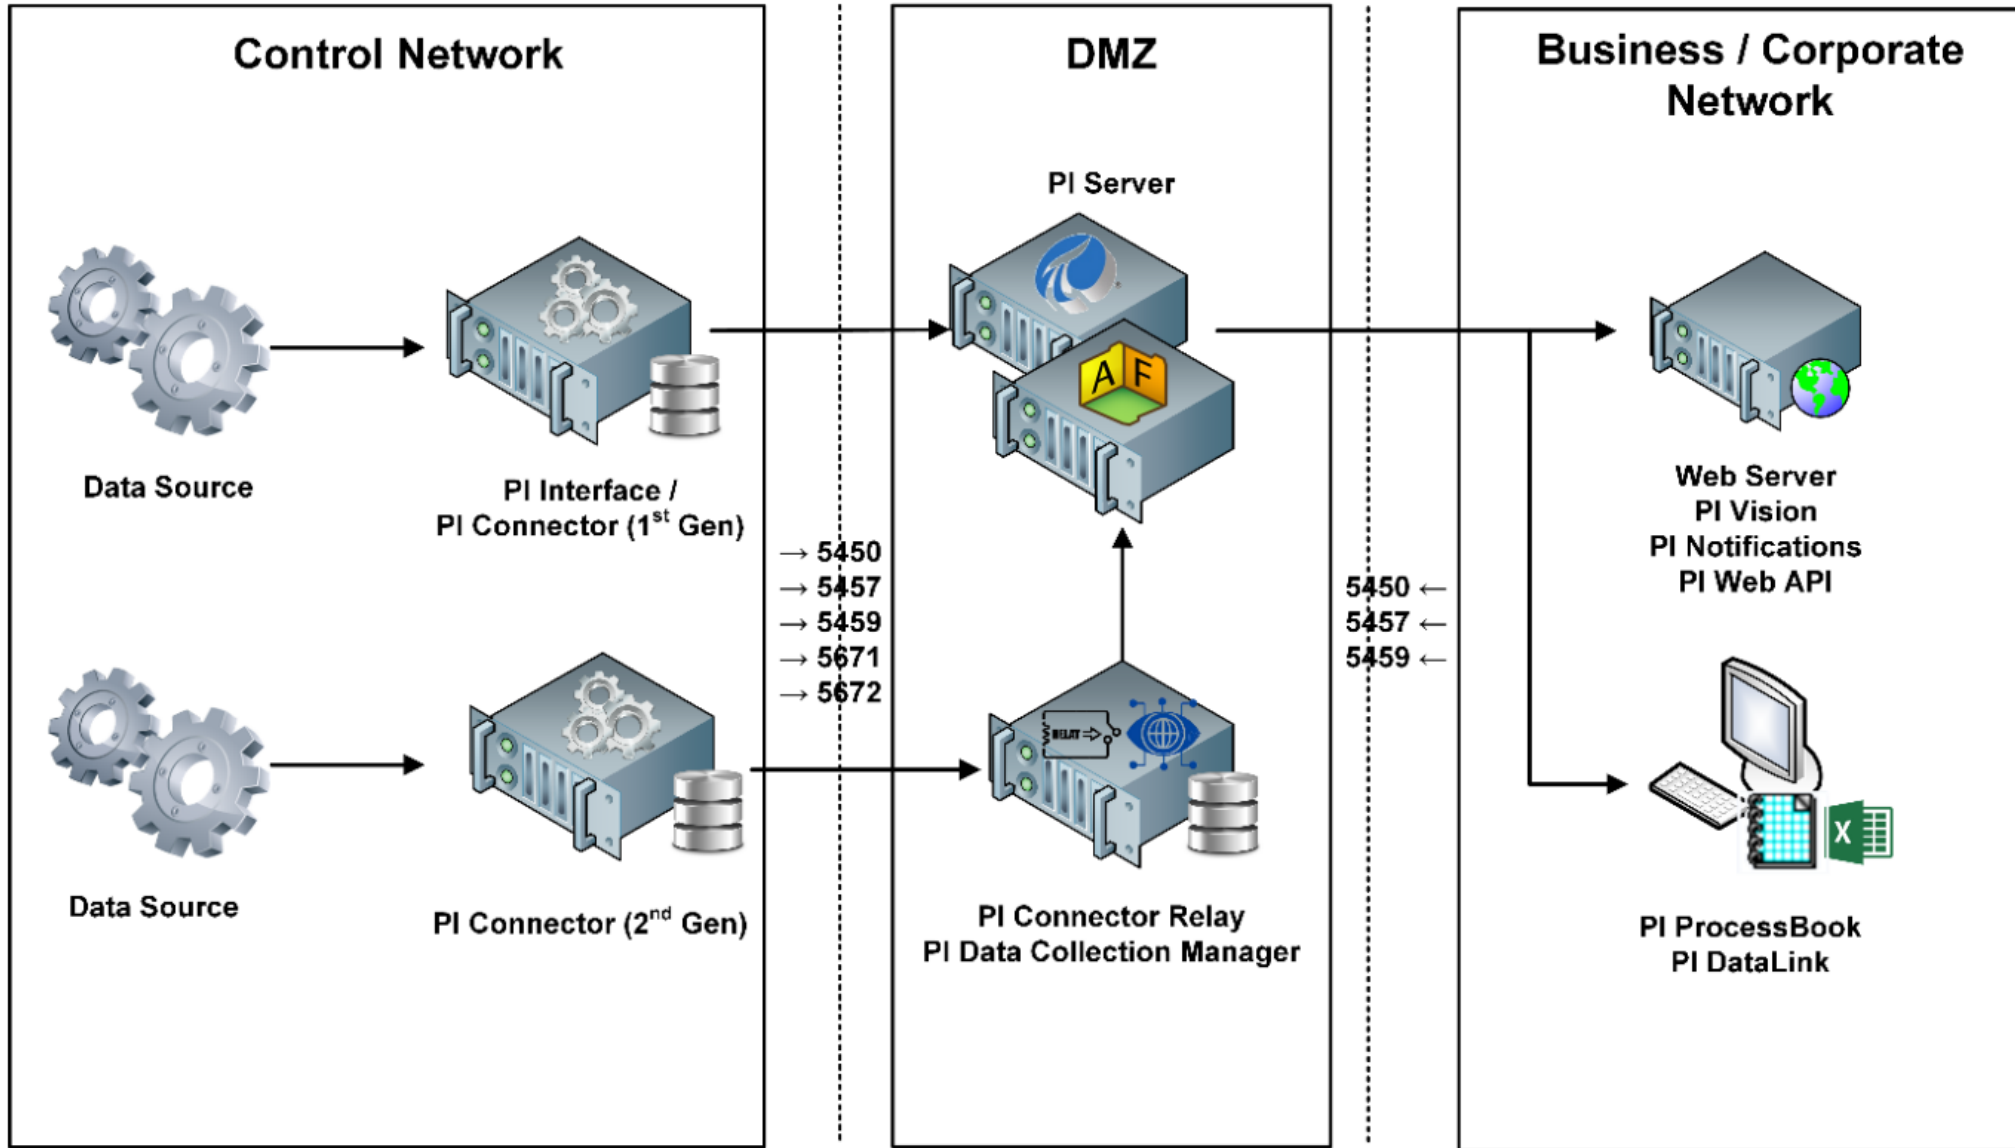 Control Network
DMZ
Business / Corporate
Network
PI Server
A F
Data Source
PI Interface /
PI Connector (1st Gen)
Web Server
PI Vision
PI Notifications
PI Web API
→ 5450
→ 5457
→ 5459
→ 5671
→ 5672
5450 ←
5457 ←
5459 ←
RELAY
X
Data Source
PI Connector (2nd Gen)
PI Connector Relay
PI Data Collection Manager
PI ProcessBook
PI DataLink